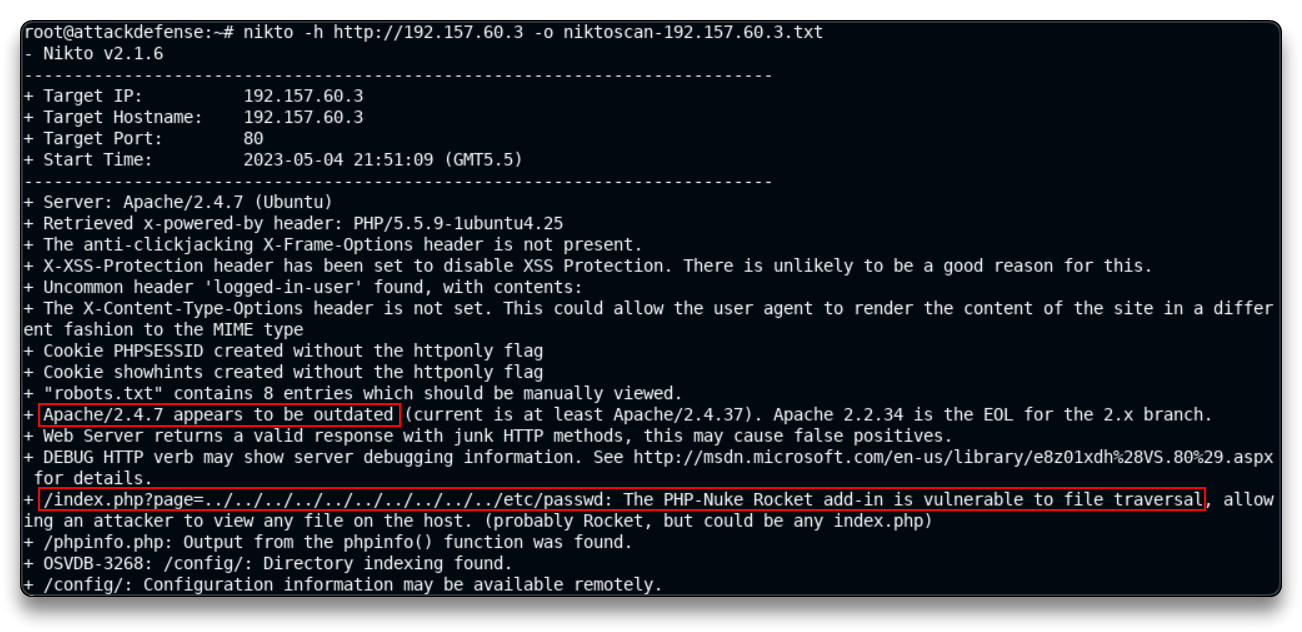 root@attackdefense:~# nikto -h http://192.157.60.3 -o niktoscan-192.157.60.3.txt
- Nikto v2.1.6
---------------------------------------------------------------------------
+ Target IP:          192.157.60.3
+ Target Hostname:    192.157.60.3
+ Target Port:        80
+ Start Time:         2023-05-04 21:51:09 (GMT5.5)
---------------------------------------------------------------------------
+ Server: Apache/2.4.7 (Ubuntu)
+ Retrieved x-powered-by header: PHP/5.5.9-1ubuntu4.25
+ The anti-clickjacking X-Frame-Options header is not present.
+ X-XSS-Protection header has been set to disable XSS Protection. There is unlikely to be a good reason for this.
+ Uncommon header 'logged-in-user' found, with contents:
+ The X-Content-Type-Options header is not set. This could allow the user agent to render the content of the site in a differ
ent fashion to the MIME type
+ Cookie PHPSESSID created without the httponly flag
+ Cookie showhints created without the httponly flag
+ "robots.txt" contains 8 entries which should be manually viewed.
+ Apache/2.4.7 appears to be outdated (current is at least Apache/2.4.37). Apache 2.2.34 is the EOL for the 2.x branch.
+ Web Server returns a valid response with junk HTTP methods, this may cause false positives.
+ DEBUG HTTP verb may show server debugging information. See http://msdn.microsoft.com/en-us/library/e8z01xdh%28VS.80%29.aspx
 for details.
+ /index.php?page=../../../../../../../../../../etc/passwd: The PHP-Nuke Rocket add-in is vulnerable to file traversal, allow
ing an attacker to view any file on the host. (probably Rocket, but could be any index.php)
+ /phpinfo.php: Output from the phpinfo() function was found.
+ OSVDB-3268: /config/: Directory indexing found.
+ /config/: Configuration information may be available remotely.